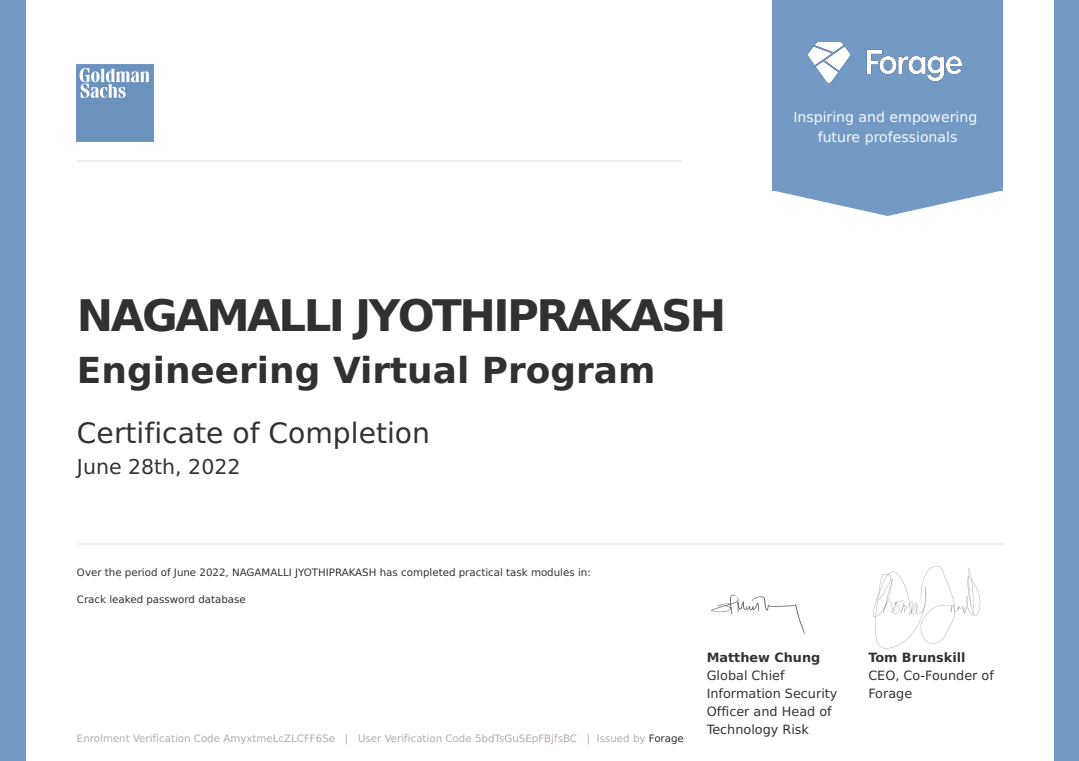 Goldman
Sachs
Forage
Inspiring and empowering
future professionals
NAGAMALLI JYOTHIPRAKASH
Engineering Virtual Program
Certificate of Completion
June 28th, 2022
Over the period of June 2022, NAGAMALLI JYOTHIPRAKASH has completed practical task modules in:
Crack leaked password database
Matthew Chung
Global Chief
Information Security
Officer and Head of
Technology Risk
Tom Brunskill
CEO, Co-Founder of
Forage
Enrolment Verification Code AmyxtmeLcZLCFF6Se | User Verification Code 5bdTsGuSEpFBjfsBC | Issued by Forage